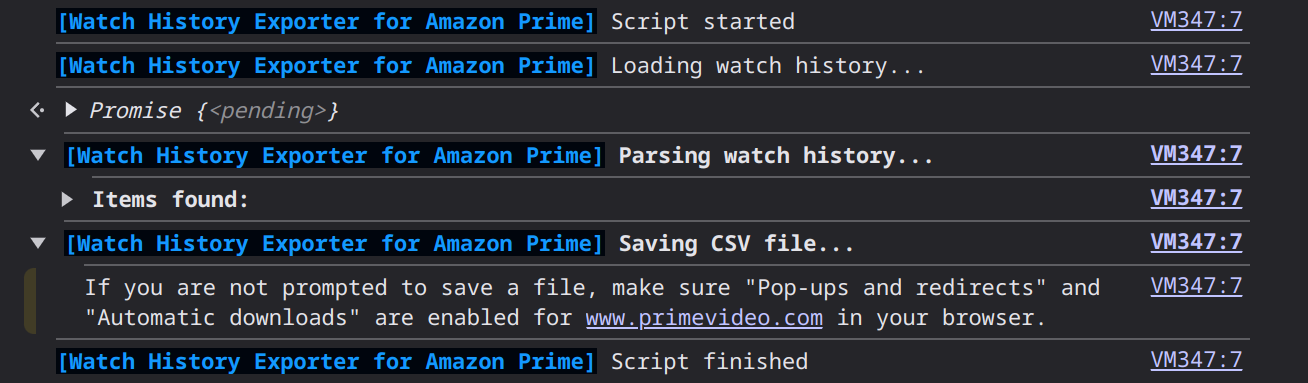 [Watch History Exporter for Amazon Prime] Script started VM347:7
[Watch History Exporter for Amazon Prime] Loading watch history... VM347:7
Promise {<pending>}
[Watch History Exporter for Amazon Prime] Parsing watch history... VM347:7
Items found: VM347:7
[Watch History Exporter for Amazon Prime] Saving CSV file... VM347:7
If you are not prompted to save a file, make sure "Pop-ups and redirects" and VM347:7
"Automatic downloads" are enabled for www.primevideo.com in your browser.
[Watch History Exporter for Amazon Prime] Script finished VM347:7